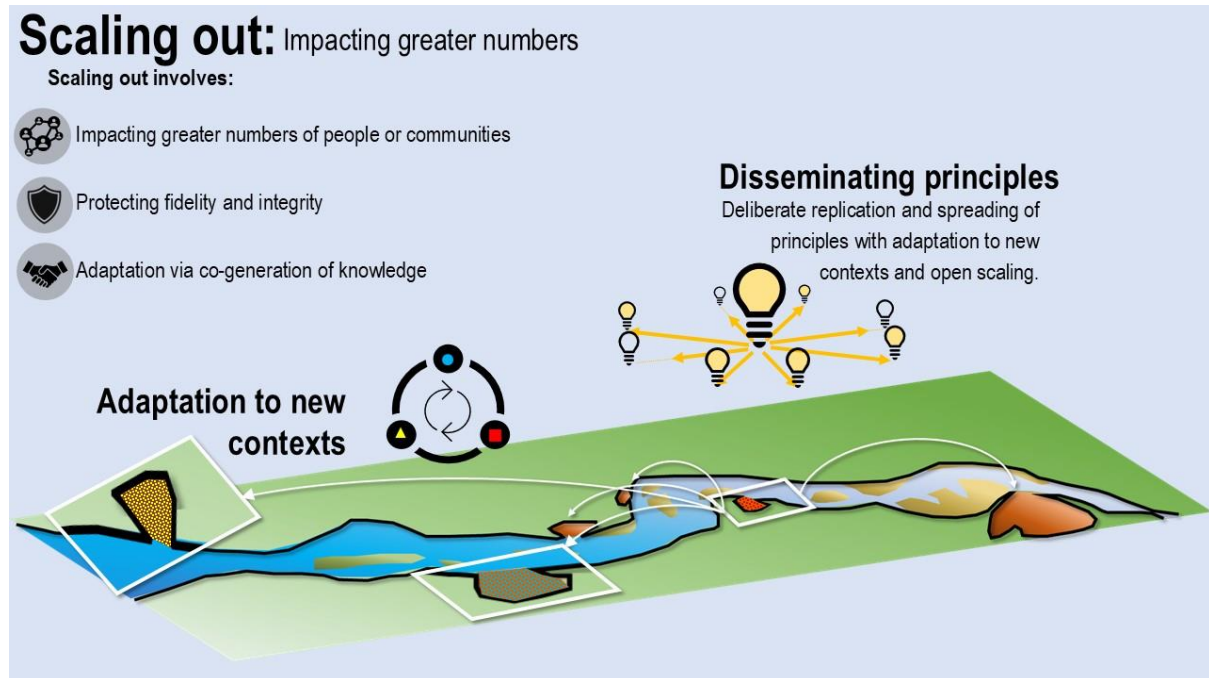 Scaling out: Impacting greater numbers
Scaling out involves:
Impacting greater numbers of people or communities
Protecting fidelity and integrity
Adaptation via co-generation of knowledge
Disseminating principles
Deliberate replication and spreading of
principles with adaptation to new
contexts and open scaling.
Adaptation to new
contexts